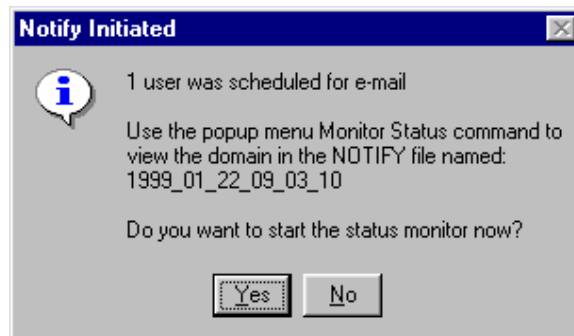 Notify Initiated
1 user was scheduled for e-mail
Use the popup menu Monitor Status command to
view the domain in the NOTIFY file named:
1999_01_22_09_03_10
Do you want to start the status monitor now?
Yes
No